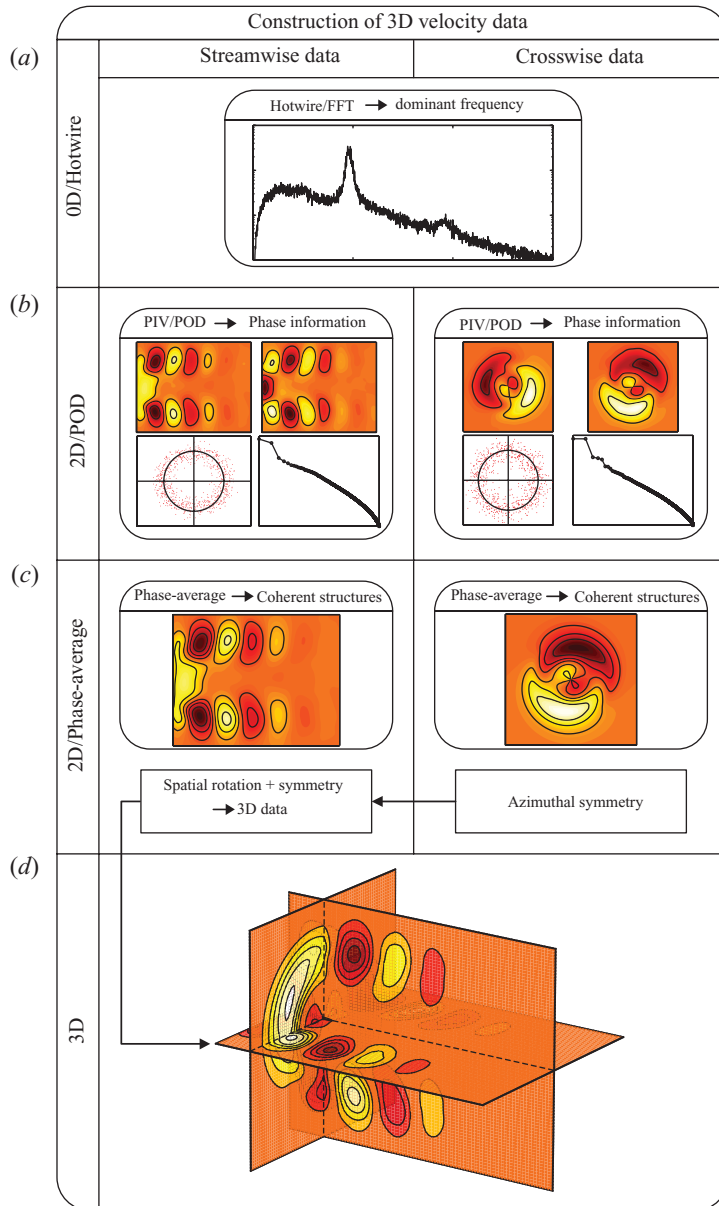 Construction of 3D velocity data
(a)
Streamwise data
Crosswise data
0D/Hotwire
Hotwire/FFT → dominant frequency
(b)
2D/POD
PIV/POD → Phase information
PIV/POD → Phase information
(c)
2D/Phase-average
Phase-average → Coherent structures
Phase-average → Coherent structures
Spatial rotation + symmetry
→ 3D data
Azimuthal symmetry
(d)
3D